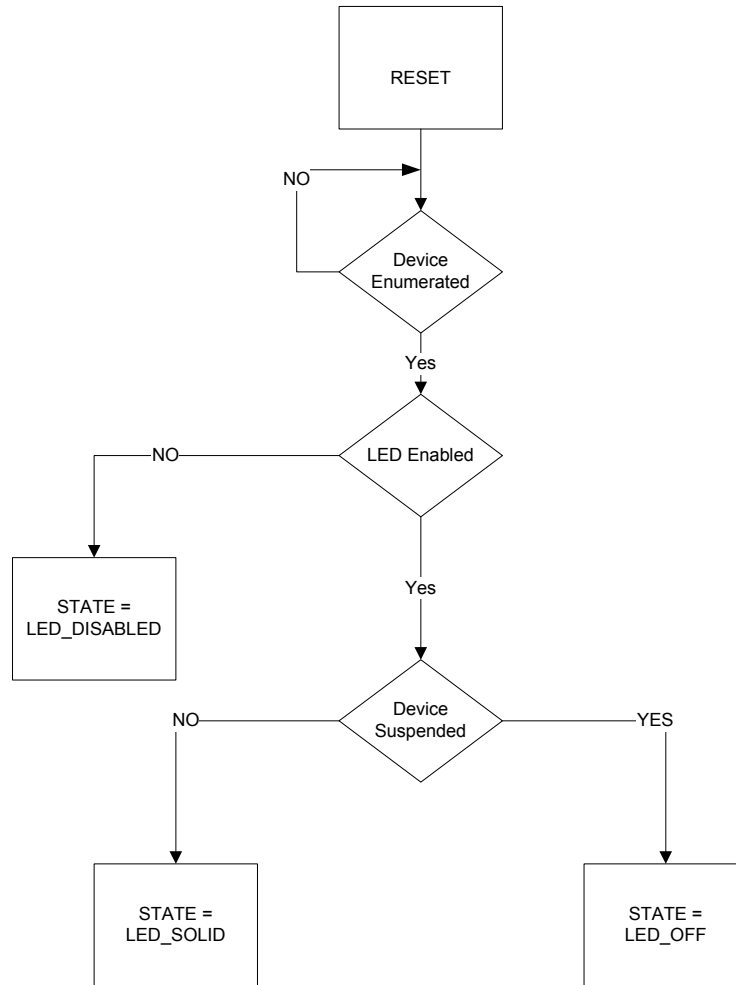 RESET
NO
Device
Enumerated
Yes
LED Enabled
NO
STATE =
LED_DISABLED
Yes
Device
Suspended
NO
YES
STATE =
LED_SOLID
STATE =
LED_OFF